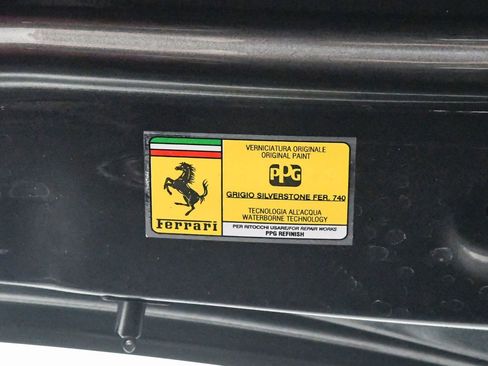 VERNICIATURA ORIGINALE
ORIGINAL PAINT
PPG
GRIGIO SILVERSTONE FER. 740
TECNOLOGIA ALL'ACQUA
WATERBORNE TECHNOLOGY
Ferrari
PER RITOCCHI USARE/FOR REPAIR WORKS
PPG REFINISH